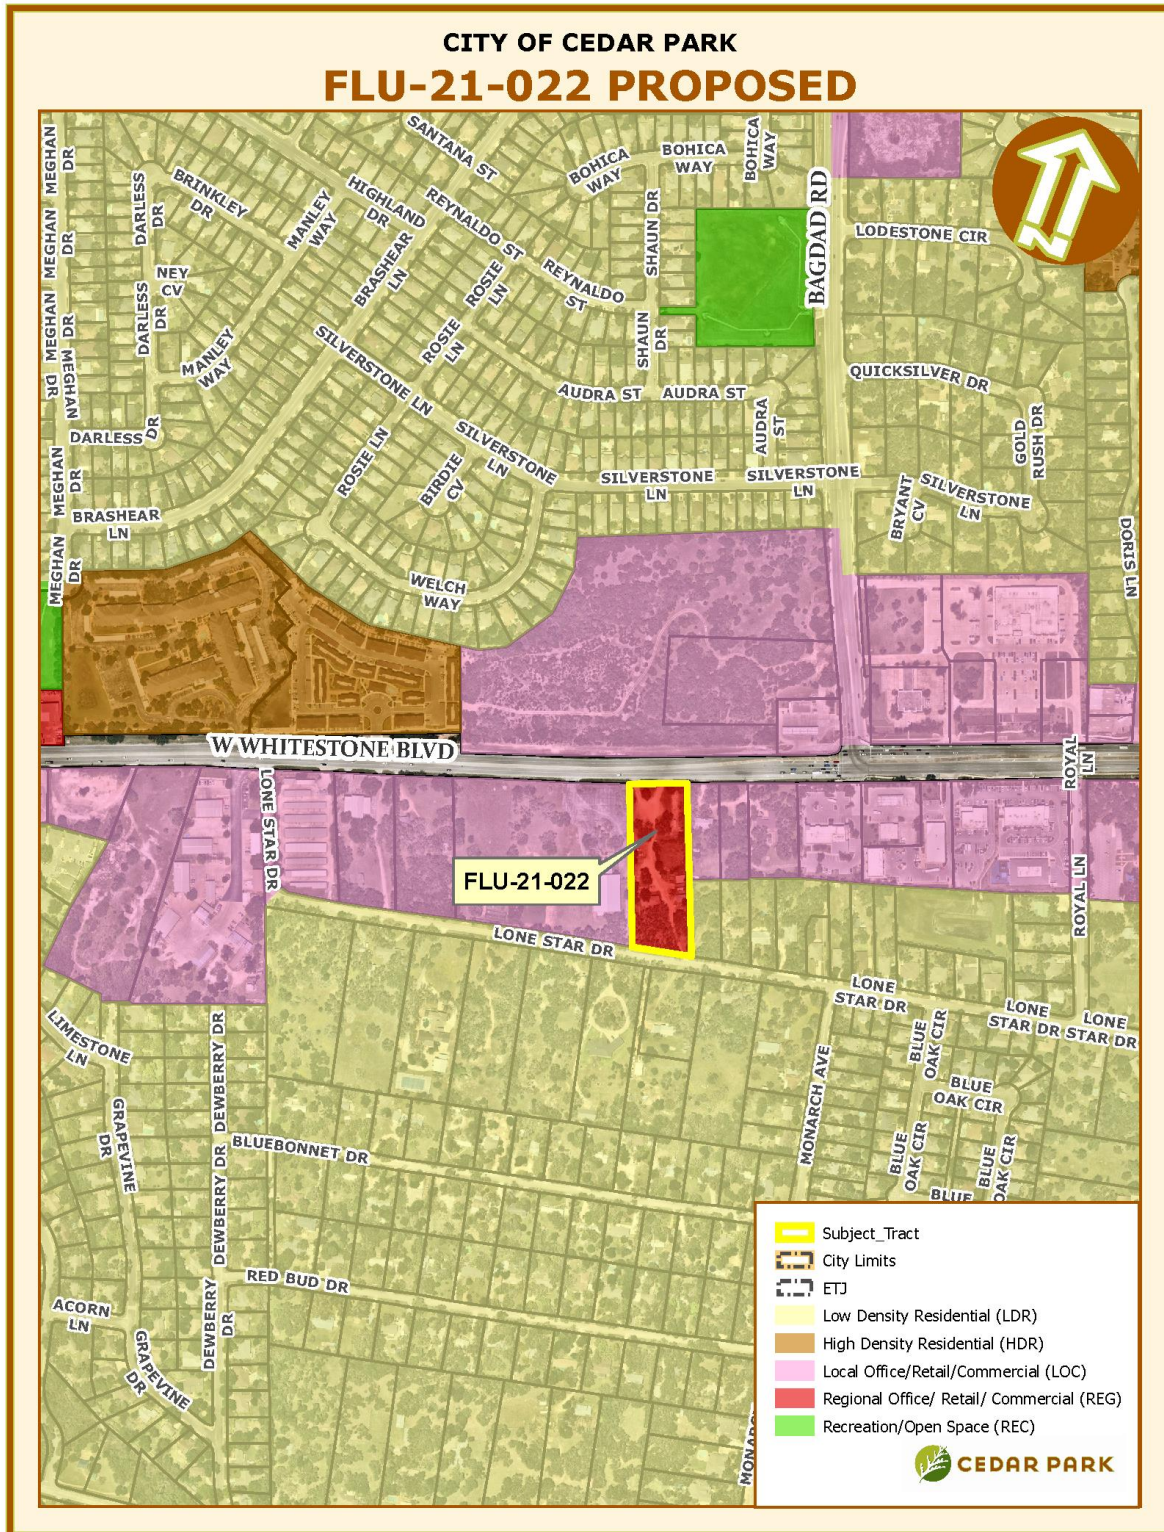 CITY OF CEDAR PARK
FLU-21-022 PROPOSED
MEGHAN
DR
MEGHAN
DR
MEGHAN
DR
MEGHAN
DR
MEGHAN
DR
MEGHAN
DR
DARLESS
DR
BRINKLEY
DR
NEY
CV
DARLESS
DR
MANLEY
WAY
MANLEY
WAY
HIGHLAND
DR
BRASHEAR
LN
SANTANA ST
REYNALDO ST
REYNALDO
ST
ROSIE
LN
ROSIE
LN
BOHICA
WAY
BOHICA
WAY
BOHICA
WAY
SHAUN DR
SHAUN
DR
BAGDAD RD
LODESTONE CIR
N
SILVERSTONE LN
AUDRA ST
AUDRA ST
AUDRA
ST
QUICKSILVER DR
GOLD
RUSH DR
DARLESS
DR
ROSIE LN
BIRDIE
CV
SILVERSTONE
LN
SILVERSTONE
LN
SILVERSTONE
LN
BRYANT
CV
SILVERSTONE
LN
DORIS LN
BRASHEAR
LN
WELCH
WAY
W WHITESTONE BLVD
ROYAL
LN
LONE STAR DR
FLU-21-022
ROYAL LN
LONE STAR DR
LONE
STAR DR
LONE
STAR DR
LONE
STAR DR
LIMESTONE
LN
GRAPEVINE
DR
DEWBERRY DR
DEWBERRY DR
DEWBERRY
DR
BLUEBONNET DR
MONARCH AVE
BLUE
OAK CIR
BLUE
OAK CIR
BLUE
OAK CIR
BLUE
OAK CIR
BLUE
RED BUD DR
ACORN
LN
GRAPEVINE
DR
Subject_Tract
City Limits
ETJ
Low Density Residential (LDR)
High Density Residential (HDR)
Local Office/Retail/Commercial (LOC)
Regional Office/ Retail/ Commercial (REG)
Recreation/Open Space (REC)
CEDAR PARK